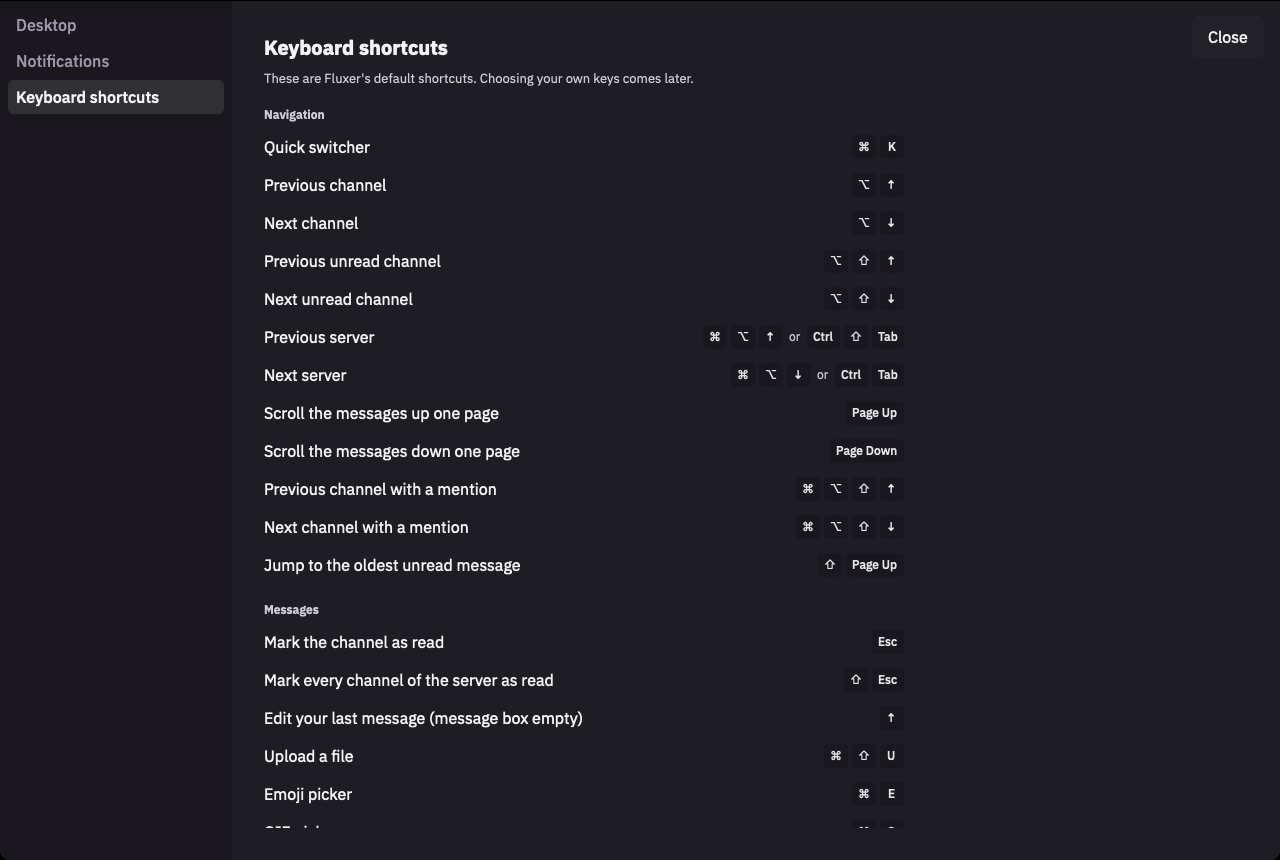 Desktop
Notifications
Keyboard shortcuts
Close
Keyboard shortcuts
These are Fluxer's default shortcuts. Choosing your own keys comes later.
Navigation
Quick switcher ⌘ K
Previous channel ⌥ ↑
Next channel ⌥ ↓
Previous unread channel ⌥ ⇧ ↑
Next unread channel ⌥ ⇧ ↓
Previous server ⌘ ⌥ ↑ or Ctrl ⇧ Tab
Next server ⌘ ⌥ ↓ or Ctrl Tab
Scroll the messages up one page Page Up
Scroll the messages down one page Page Down
Previous channel with a mention ⌘ ⌥ ⇧ ↑
Next channel with a mention ⌘ ⌥ ⇧ ↓
Jump to the oldest unread message ⇧ Page Up
Messages
Mark the channel as read Esc
Mark every channel of the server as read ⇧ Esc
Edit your last message (message box empty) ↑
Upload a file ⌘ ⇧ U
Emoji picker ⌘ E